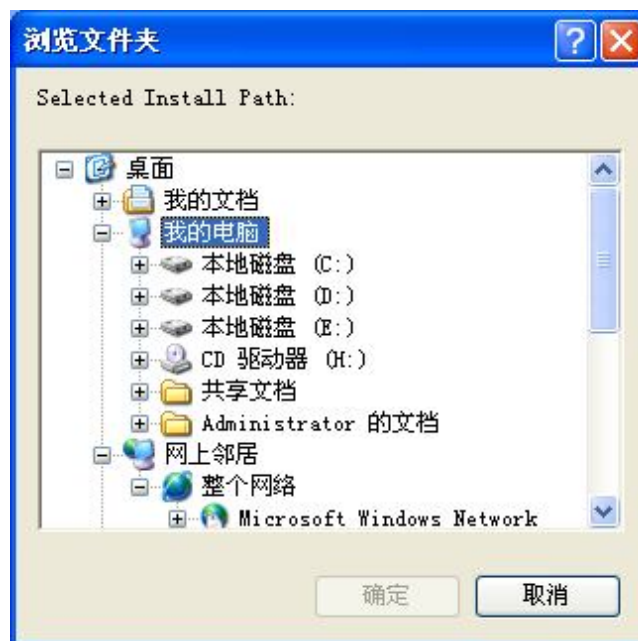 浏览文件夹
Selected Install Path:
桌面
我的文档
我的电脑
本地磁盘 (C:)
本地磁盘 (D:)
本地磁盘 (E:)
CD 驱动器 (H:)
共享文档
Administrator 的文档
网上邻居
整个网络
Microsoft Windows Network
确定 取消